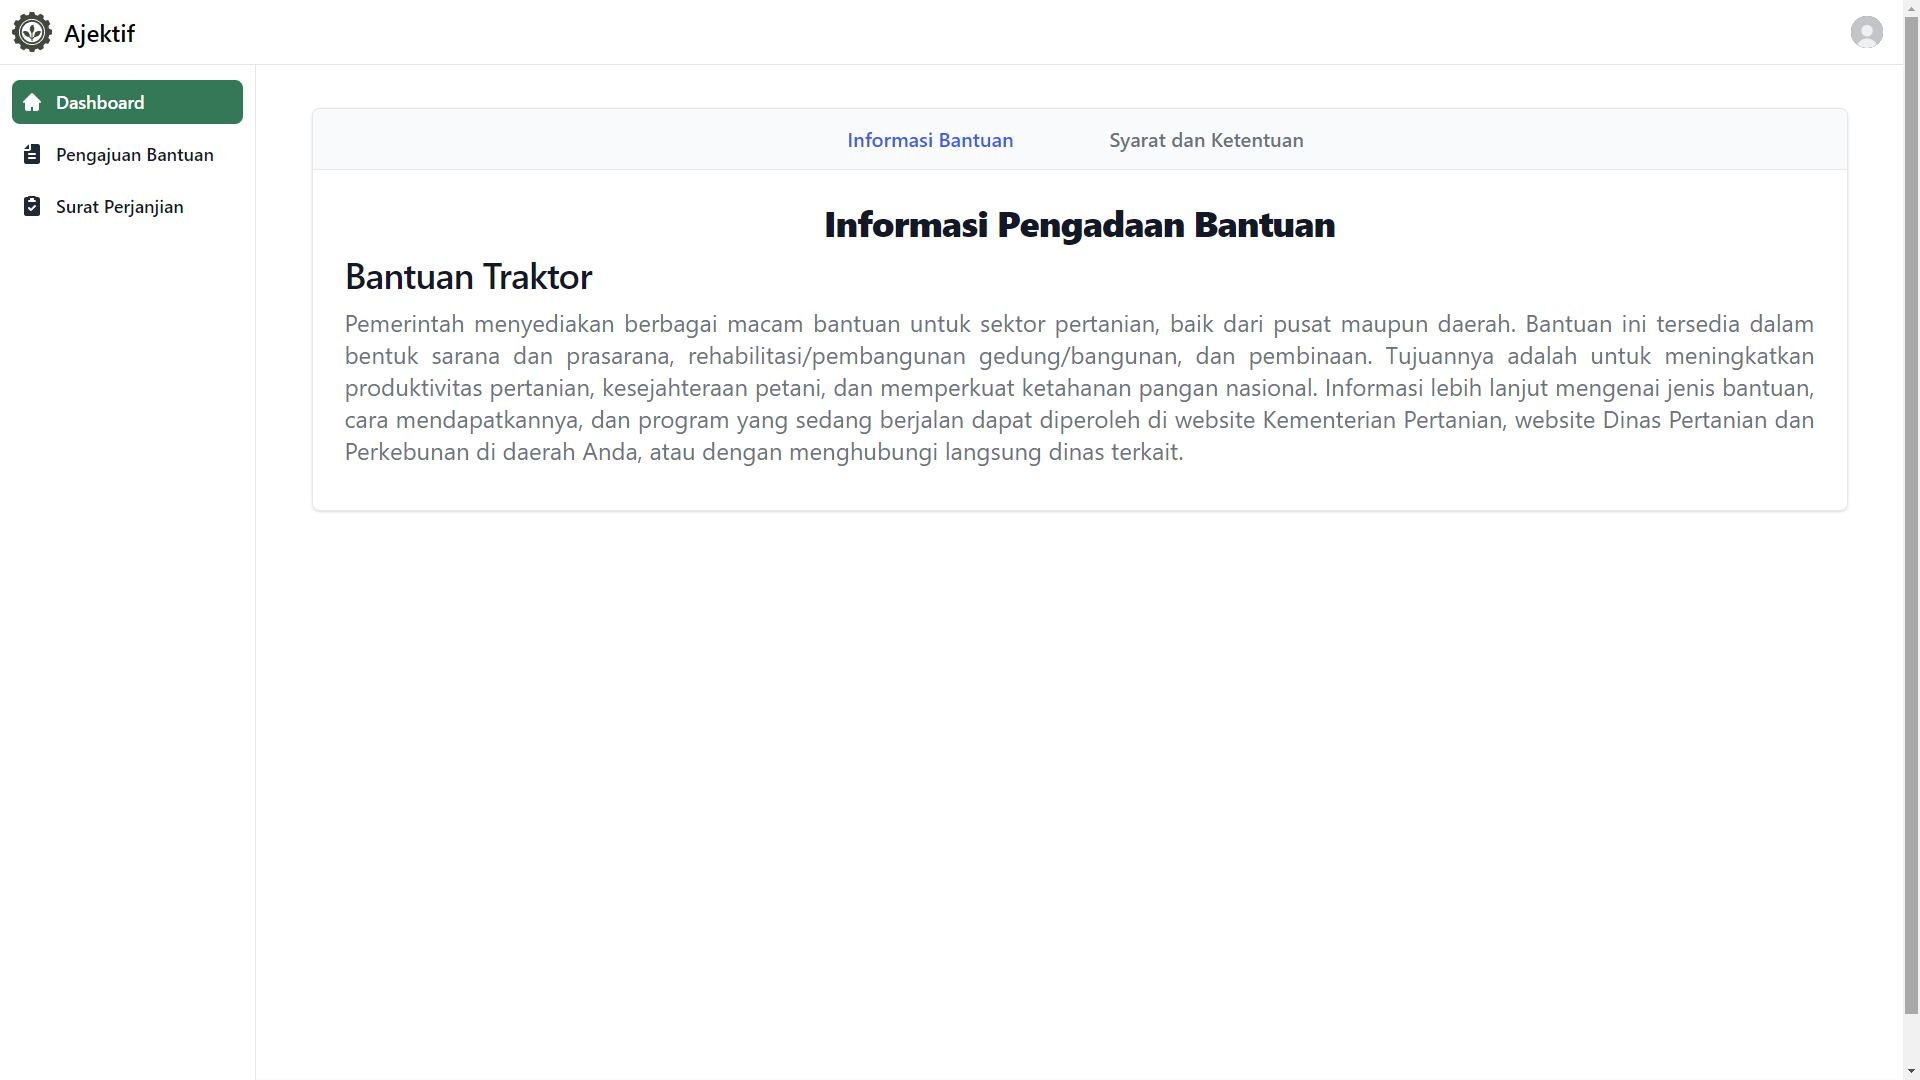 Ajektif
Dashboard
Pengajuan Bantuan
Surat Perjanjian
Informasi Bantuan
Syarat dan Ketentuan
Informasi Pengadaan Bantuan
Bantuan Traktor
Pemerintah menyediakan berbagai macam bantuan untuk sektor pertanian, baik dari pusat maupun daerah. Bantuan ini tersedia dalam
bentuk sarana dan prasarana, rehabilitasi/pembangunan gedung/bangunan, dan pembinaan. Tujuannya adalah untuk meningkatkan
produktivitas pertanian, kesejahteraan petani, dan memperkuat ketahanan pangan nasional. Informasi lebih lanjut mengenai jenis bantuan,
cara mendapatkannya, dan program yang sedang berjalan dapat diperoleh di website Kementerian Pertanian, website Dinas Pertanian dan
Perkebunan di daerah Anda, atau dengan menghubungi langsung dinas terkait.